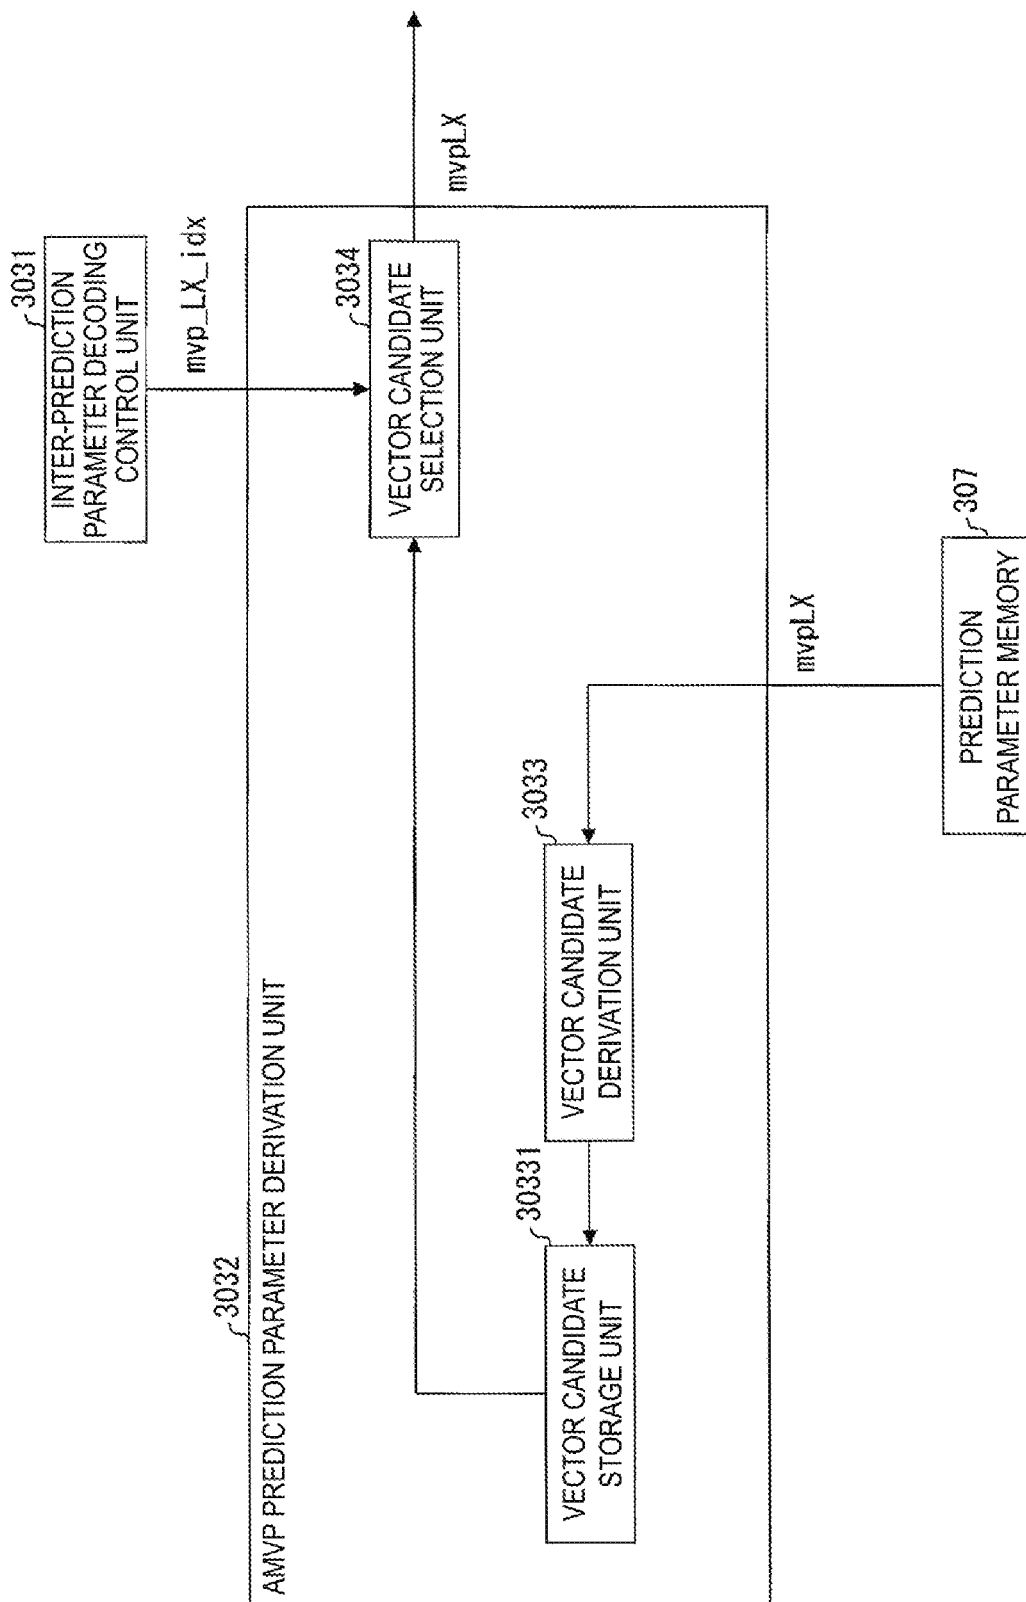 3031
INTER-PREDICTION
PARAMETER DECODING
CONTROL UNIT
mvp_LX_idx
3032
AMVP PREDICTION PARAMETER DERIVATION UNIT
3034
VECTOR CANDIDATE
SELECTION UNIT
mvpLX
30331
VECTOR CANDIDATE
STORAGE UNIT
3033
VECTOR CANDIDATE
DERIVATION UNIT
mvpLX
307
PREDICTION
PARAMETER MEMORY